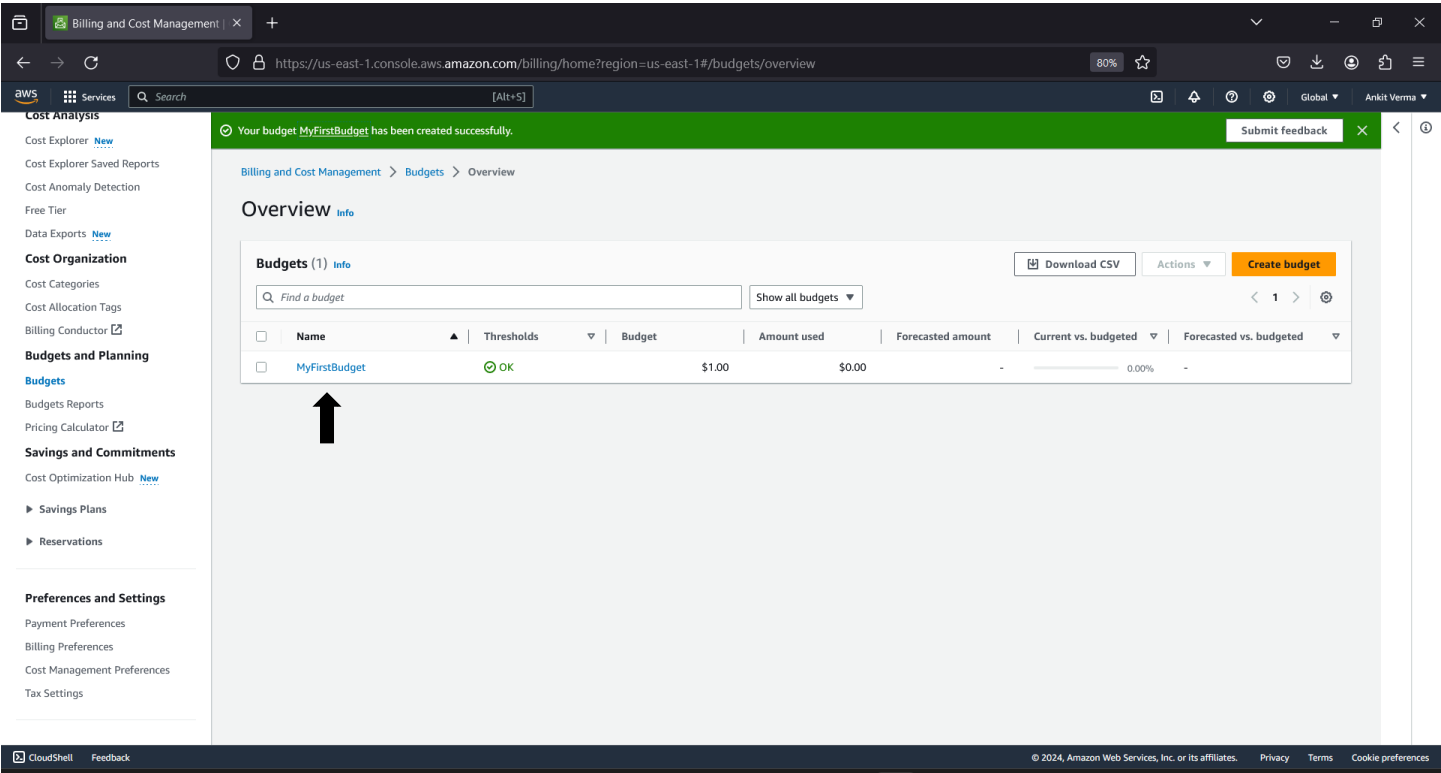 Billing and Cost Management |
https://us-east-1.console.aws.amazon.com/billing/home?region=us-east-1#/budgets/overview 80%
aws Services Search [Alt+S] Global Ankit Verma
Cost Analysis
Cost Explorer New
Cost Explorer Saved Reports
Cost Anomaly Detection
Free Tier
Data Exports New
Cost Organization
Cost Categories
Cost Allocation Tags
Billing Conductor
Budgets and Planning
Budgets
Budgets Reports
Pricing Calculator
Savings and Commitments
Cost Optimization Hub New
Savings Plans
Reservations
Preferences and Settings
Payment Preferences
Billing Preferences
Cost Management Preferences
Tax Settings
Your budget MyFirstBudget has been created successfully. Submit feedback
Billing and Cost Management > Budgets > Overview
Overview Info
Budgets (1) Info Download CSV Actions Create budget
Find a budget Show all budgets 1
Name Thresholds Budget Amount used Forecasted amount Current vs. budgeted Forecasted vs. budgeted
MyFirstBudget OK $1.00 $0.00 - 0.00% -
CloudShell Feedback © 2024, Amazon Web Services, Inc. or its affiliates. Privacy Terms Cookie preferences